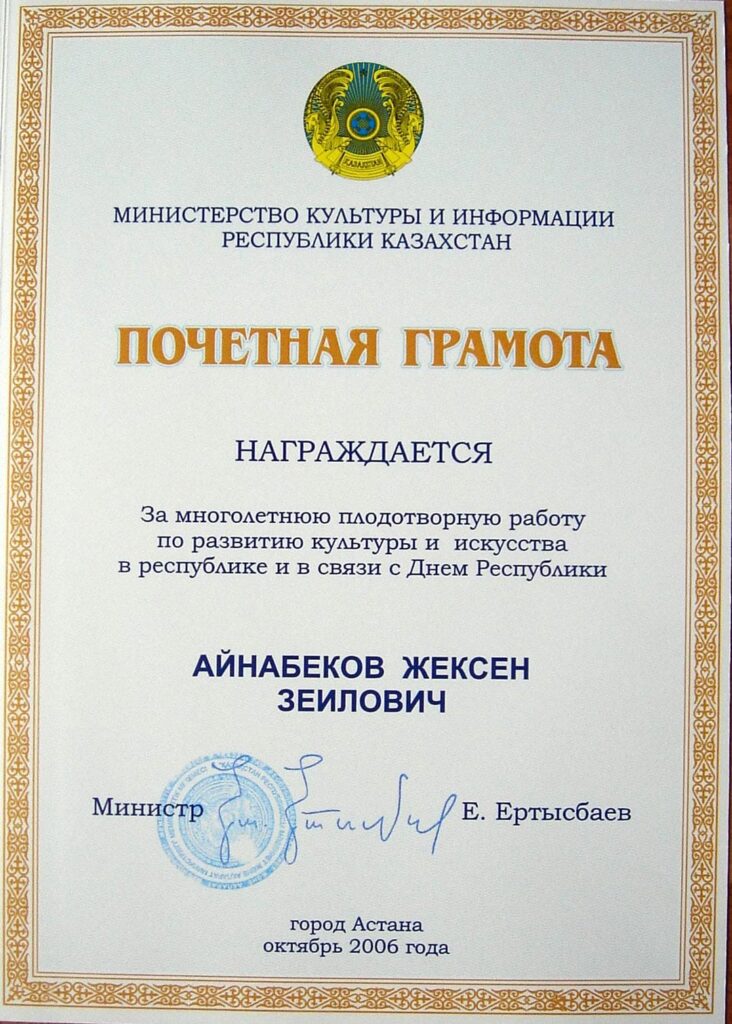 ҚАЗАҚСТАН
МИНИСТЕРСТВО КУЛЬТУРЫ И ИНФОРМАЦИИ
РЕСПУБЛИКИ КАЗАХСТАН
ПОЧЕТНАЯ ГРАМОТА
НАГРАЖДАЕТСЯ
За многолетнюю плодотворную работу
по развитию культуры и искусства
в республике и в связи с Днем Республики
АЙНАБЕКОВ ЖЕКСЕН
ЗЕИЛОВИЧ
Министр Е. Ертысбаев
город Астана
октябрь 2006 года